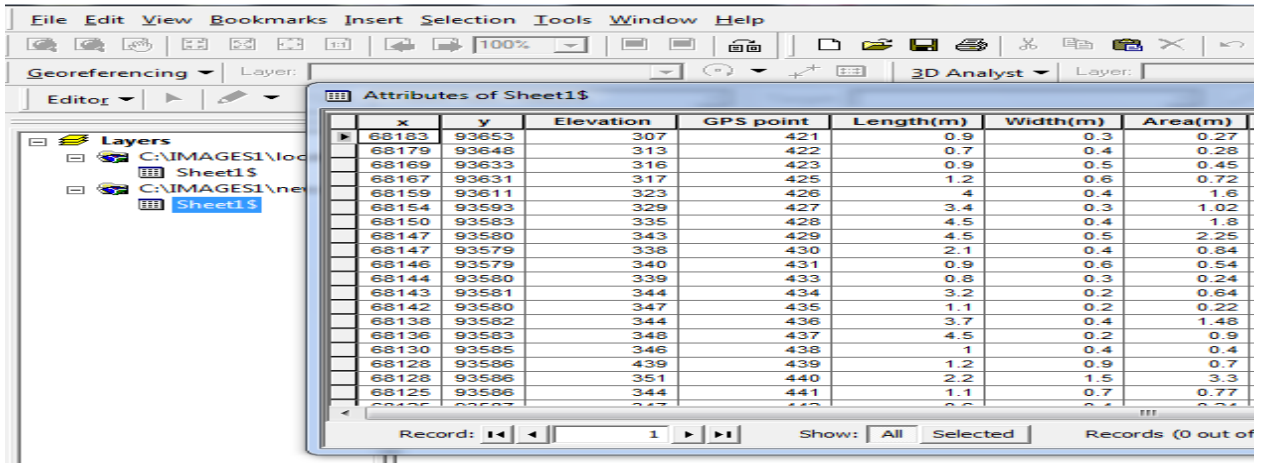 File Edit View Bookmarks Insert Selection Tools Window Help
1:1 100%
Georeferencing Layer: 3D Analyst Layer:
Editor Attributes of Sheet1$
x y Elevation GPS point Length(m) Width(m) Area(m)
68183 93653 307 421 0.9 0.3 0.27
68179 93648 313 422 0.7 0.4 0.28
68169 93633 316 423 0.9 0.5 0.45
68167 93631 317 425 1.2 0.6 0.72
68159 93611 323 426 4 0.4 1.6
68154 93593 329 427 3.4 0.3 1.02
68150 93583 335 428 4.5 0.4 1.8
68147 93580 343 429 4.5 0.5 2.25
68147 93579 338 430 2.1 0.4 0.84
68146 93579 340 431 0.9 0.6 0.54
68144 93580 339 433 0.8 0.3 0.24
68143 93581 344 434 3.2 0.2 0.64
68142 93580 347 435 1.1 0.2 0.22
68138 93582 344 436 3.7 0.4 1.48
68136 93583 348 437 4.5 0.2 0.9
68130 93585 346 438 1 0.4 0.4
68128 93586 439 439 1.2 0.9 0.7
68128 93586 351 440 2.2 1.5 3.3
68125 93586 344 441 1.1 0.7 0.77
Layers
C:\IMAGES1\loc
Sheet1$
C:\IMAGES1\ne
Sheet1$
Record: 1 Show: All Selected Records (0 out of